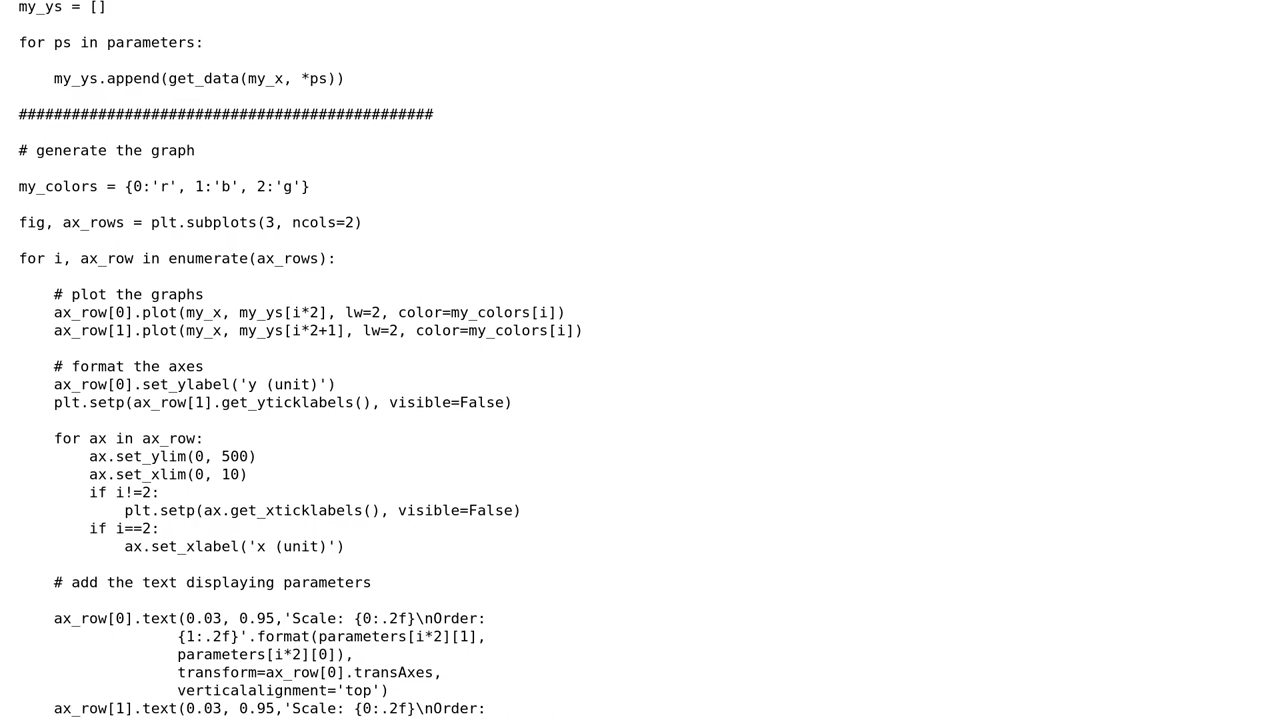 my_ys = []
for ps in parameters:
    my_ys.append(get_data(my_x, *ps))
###############################################
# generate the graph
my_colors = {0:'r', 1:'b', 2:'g'}
fig, ax_rows = plt.subplots(3, ncols=2)
for i, ax_row in enumerate(ax_rows):
    # plot the graphs
    ax_row[0].plot(my_x, my_ys[i*2], lw=2, color=my_colors[i])
    ax_row[1].plot(my_x, my_ys[i*2+1], lw=2, color=my_colors[i])
    # format the axes
    ax_row[0].set_ylabel('y (unit)')
    plt.setp(ax_row[1].get_yticklabels(), visible=False)
    for ax in ax_row:
        ax.set_ylim(0, 500)
        ax.set_xlim(0, 10)
        if i!=2:
            plt.setp(ax.get_xticklabels(), visible=False)
        if i==2:
            ax.set_xlabel('x (unit)')
    # add the text displaying parameters
    ax_row[0].text(0.03, 0.95,'Scale: {0:.2f}\nOrder:
                  {1:.2f}'.format(parameters[i*2][1],
                  parameters[i*2][0]),
                  transform=ax_row[0].transAxes,
                  verticalalignment='top')
    ax_row[1].text(0.03, 0.95,'Scale: {0:.2f}\nOrder: